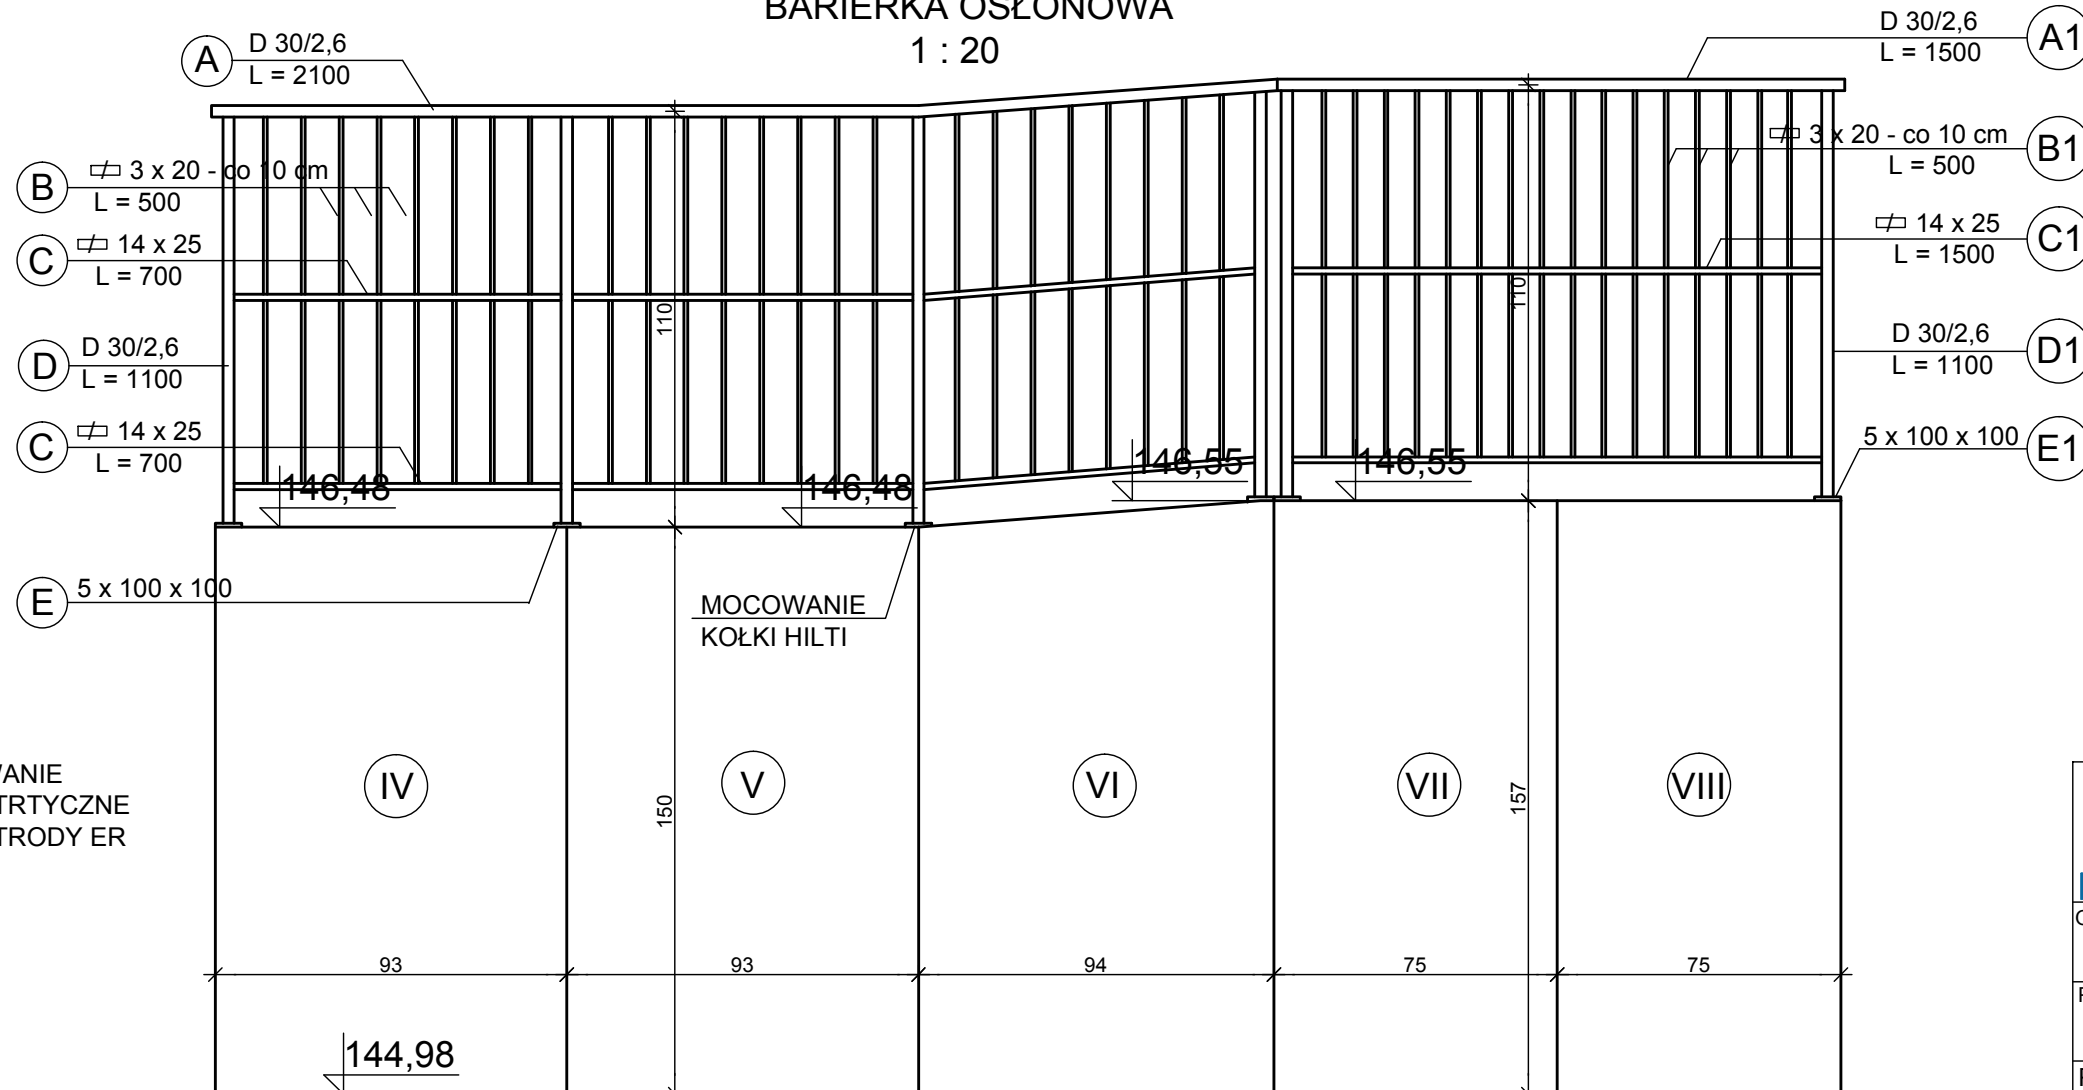 BARIERKA OSŁONOWA
1 : 20
A
D 30/2,6
L = 2100
D 30/2,6
L = 1500
A1
B
3 x 20 - co 10 cm
L = 500
3 x 20 - co 10 cm
L = 500
B1
C
14 x 25
L = 700
14 x 25
L = 1500
C1
110
110
D
D 30/2,6
L = 1100
D 30/2,6
L = 1100
D1
C
14 x 25
L = 700
5 x 100 x 100
E1
146,48
146,48
146,55
146,55
E
5 x 100 x 100
MOCOWANIE
KOŁKI HILTI
WANIE
TRTYCZNE
TRODY ER
IV
V
VI
VII
VIII
150
157
93
93
94
75
75
144,98